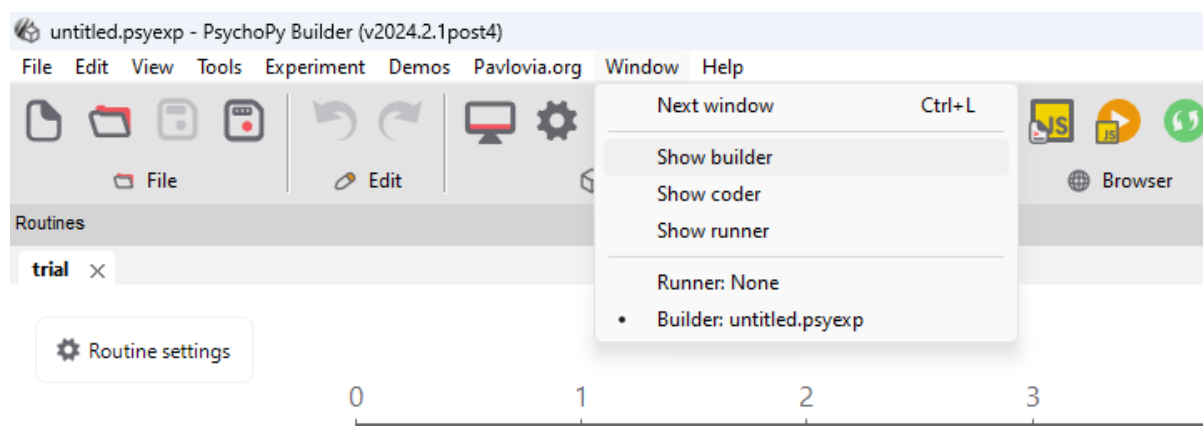 untitled.psyexp - PsychoPy Builder (v2024.2.1post4)
File Edit View Tools Experiment Demos Pavlovia.org Window Help
Next window Ctrl+L
Show builder
Show coder
Show runner
Runner: None
• Builder: untitled.psyexp
JS JS
File Edit Browser
Routines
trial
Routine settings
0 1 2 3